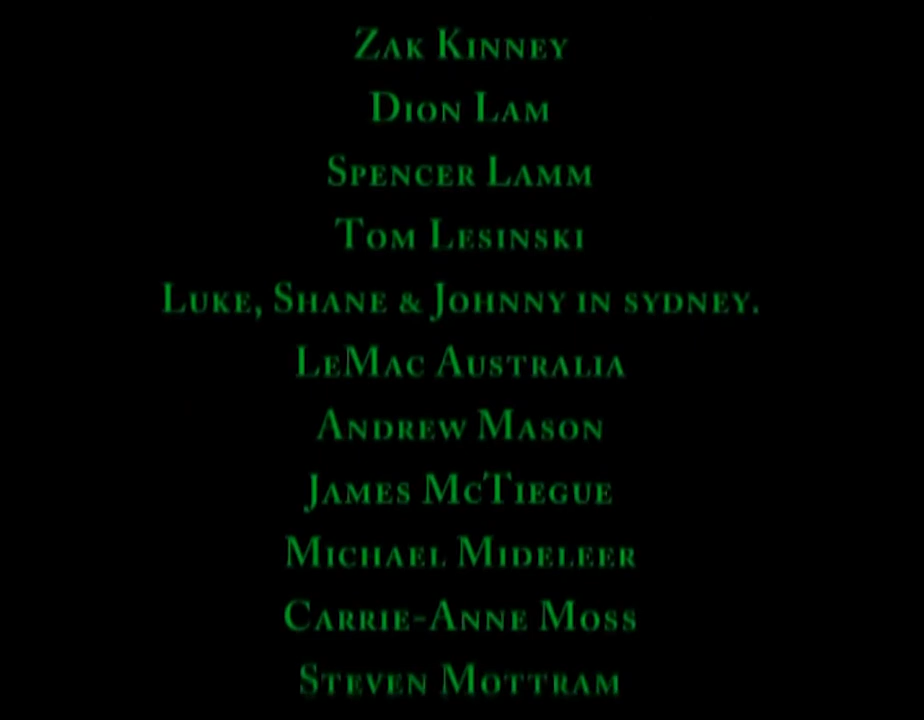 Zak Kinney
Dion Lam
Spencer Lamm
Tom Lesinski
Luke, Shane & Johnny in sydney.
LeMac Australia
Andrew Mason
James McTiegue
Michael Mideleer
Carrie-Anne Moss
Steven Mottram